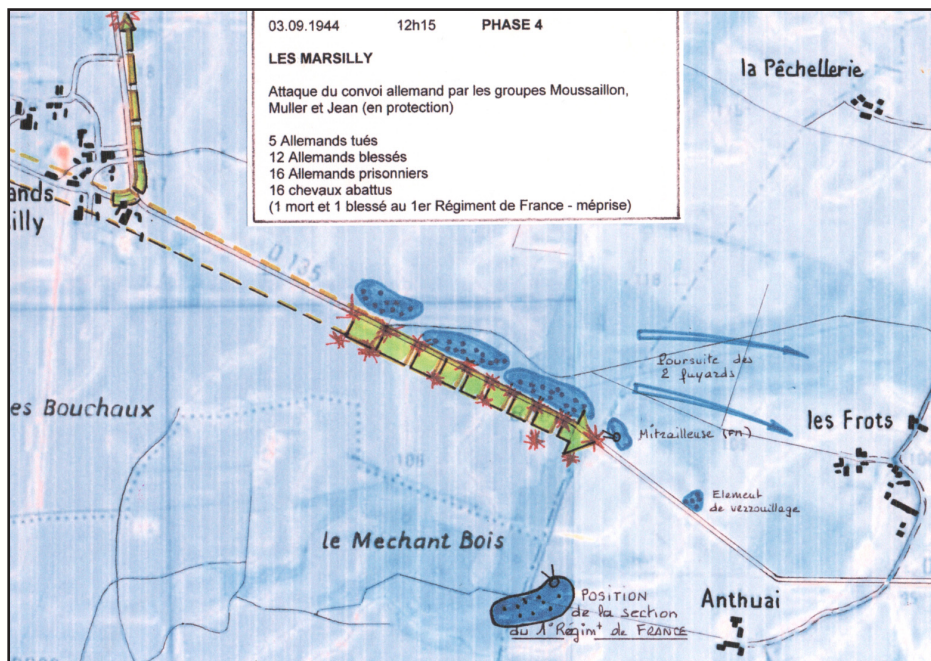 03.09.1944 12h15 PHASE 4
LES MARSILLY
Attaque du convoi allemand par les groupes Moussaillon,
Muller et Jean (en protection)
5 Allemands tués
12 Allemands blessés
16 Allemands prisonniers
16 chevaux abattus
(1 mort et 1 blessé au 1er Régiment de France - méprise)
la Pêchellerie
ands
illy
D 135
118
Poursuite des
2 fuyards
es Bouchaux
Mitrailleuse (FM)
les Frots
108
Element
de verrouillage
le Mechant Bois
POSITION
de la section
du 1° Régimt de FRANCE
Anthuai